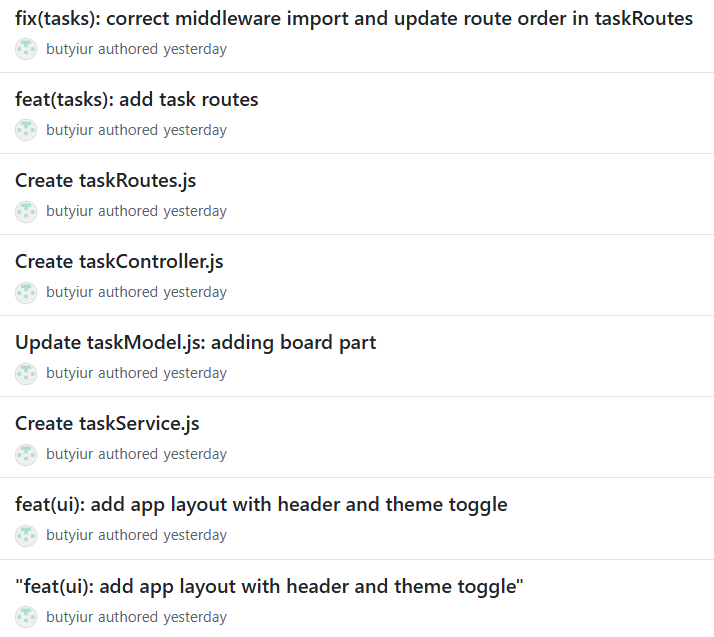 fix(tasks): correct middleware import and update route order in taskRoutes
butyiur authored yesterday
feat(tasks): add task routes
butyiur authored yesterday
Create taskRoutes.js
butyiur authored yesterday
Create taskController.js
butyiur authored yesterday
Update taskModel.js: adding board part
butyiur authored yesterday
Create taskService.js
butyiur authored yesterday
feat(ui): add app layout with header and theme toggle
butyiur authored yesterday
"feat(ui): add app layout with header and theme toggle"
butyiur authored yesterday